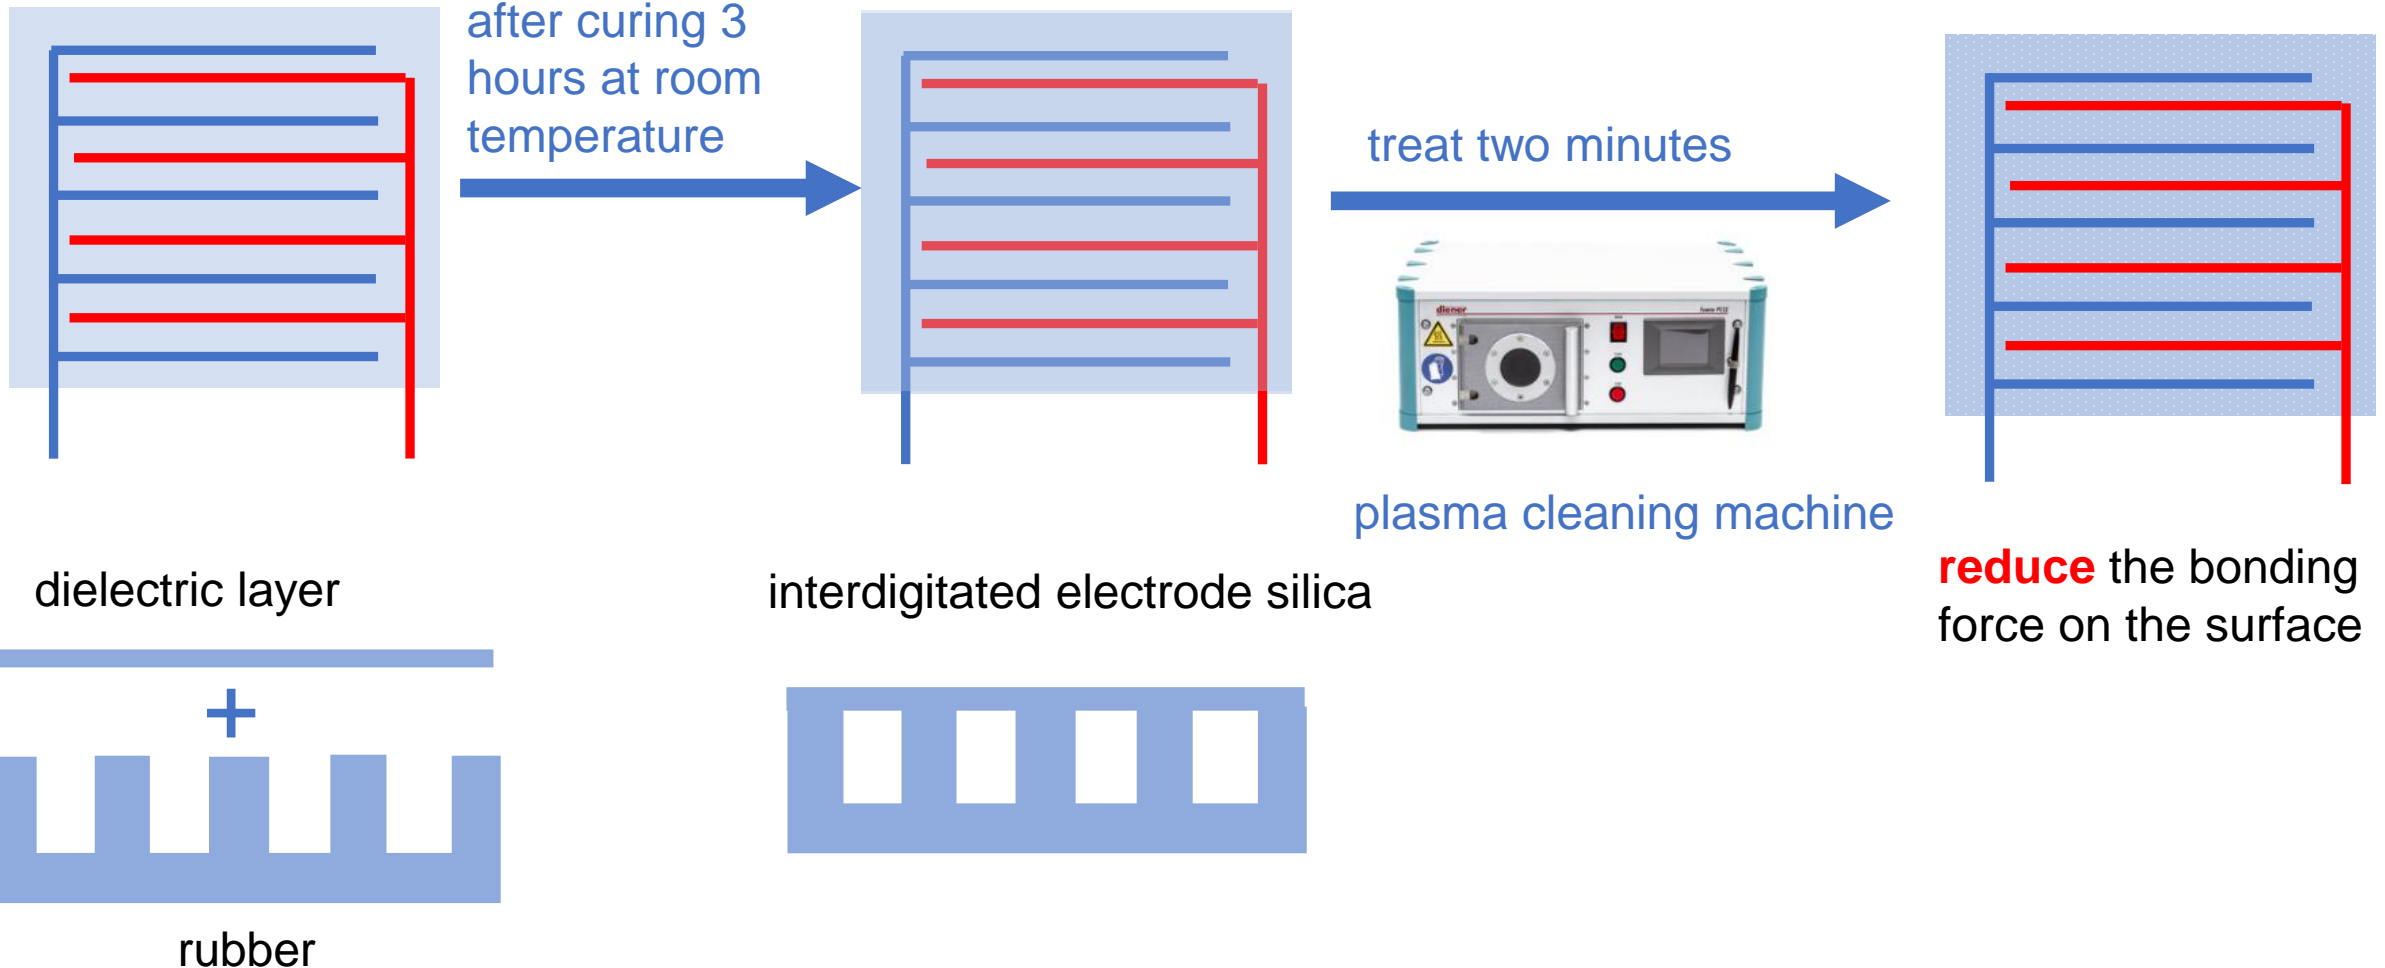 after curing 3
hours at room
temperature
treat two minutes
diener
plasma cleaning machine
reduce the bonding
force on the surface
dielectric layer
interdigitated electrode silica
rubber